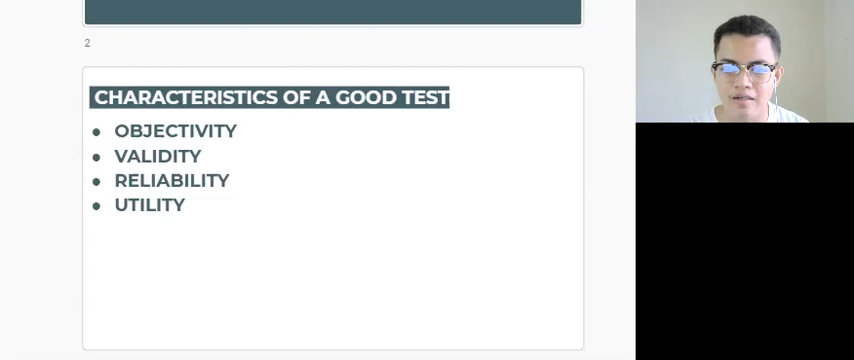 2
CHARACTERISTICS OF A GOOD TEST
● OBJECTIVITY
● VALIDITY
● RELIABILITY
● UTILITY